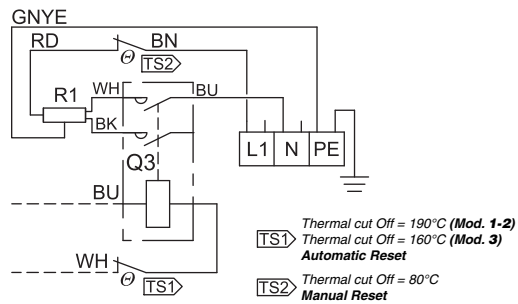 GNYE
RD
BN
Θ
TS2
WH
BU
R1
BK
Q3
L1 N PE
BU
WH
Θ
TS1
TS1
Thermal cut Off = 190°C (Mod. 1-2)
Thermal cut Off = 160°C (Mod. 3)
Automatic Reset
TS2
Thermal cut Off = 80°C
Manual Reset